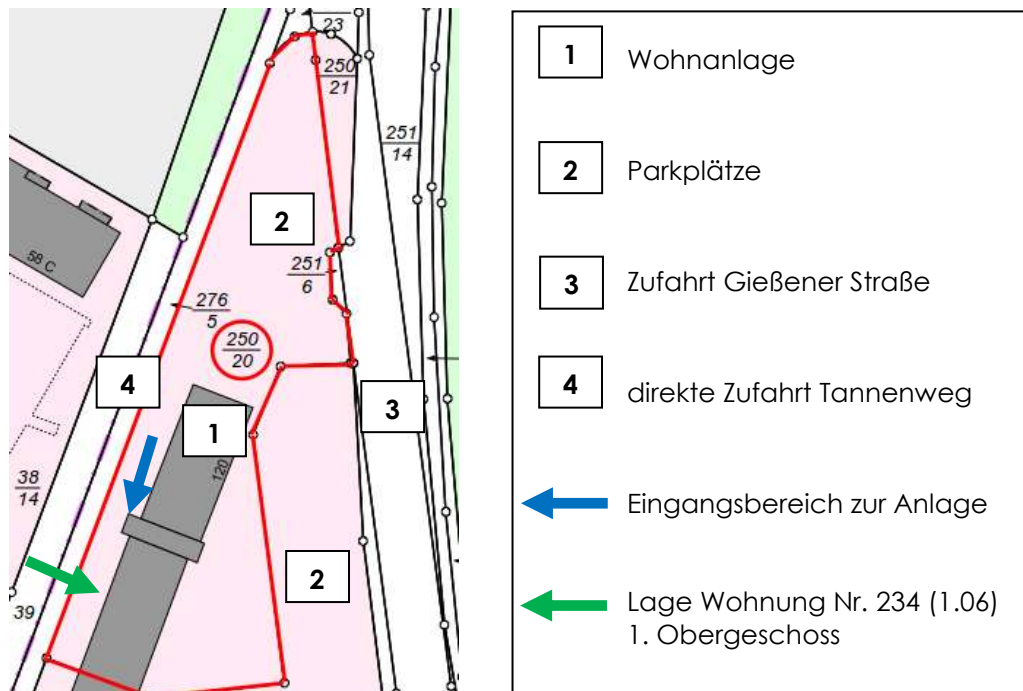 23
250
21
251
14
2
251
6
58 C
276
5
250
20
4
3
1
120
38
14
2
39
1 Wohnanlage
2 Parkplätze
3 Zufahrt Gießener Straße
4 direkte Zufahrt Tannenweg
Eingangsbereich zur Anlage
Lage Wohnung Nr. 234 (1.06)
1. Obergeschoss